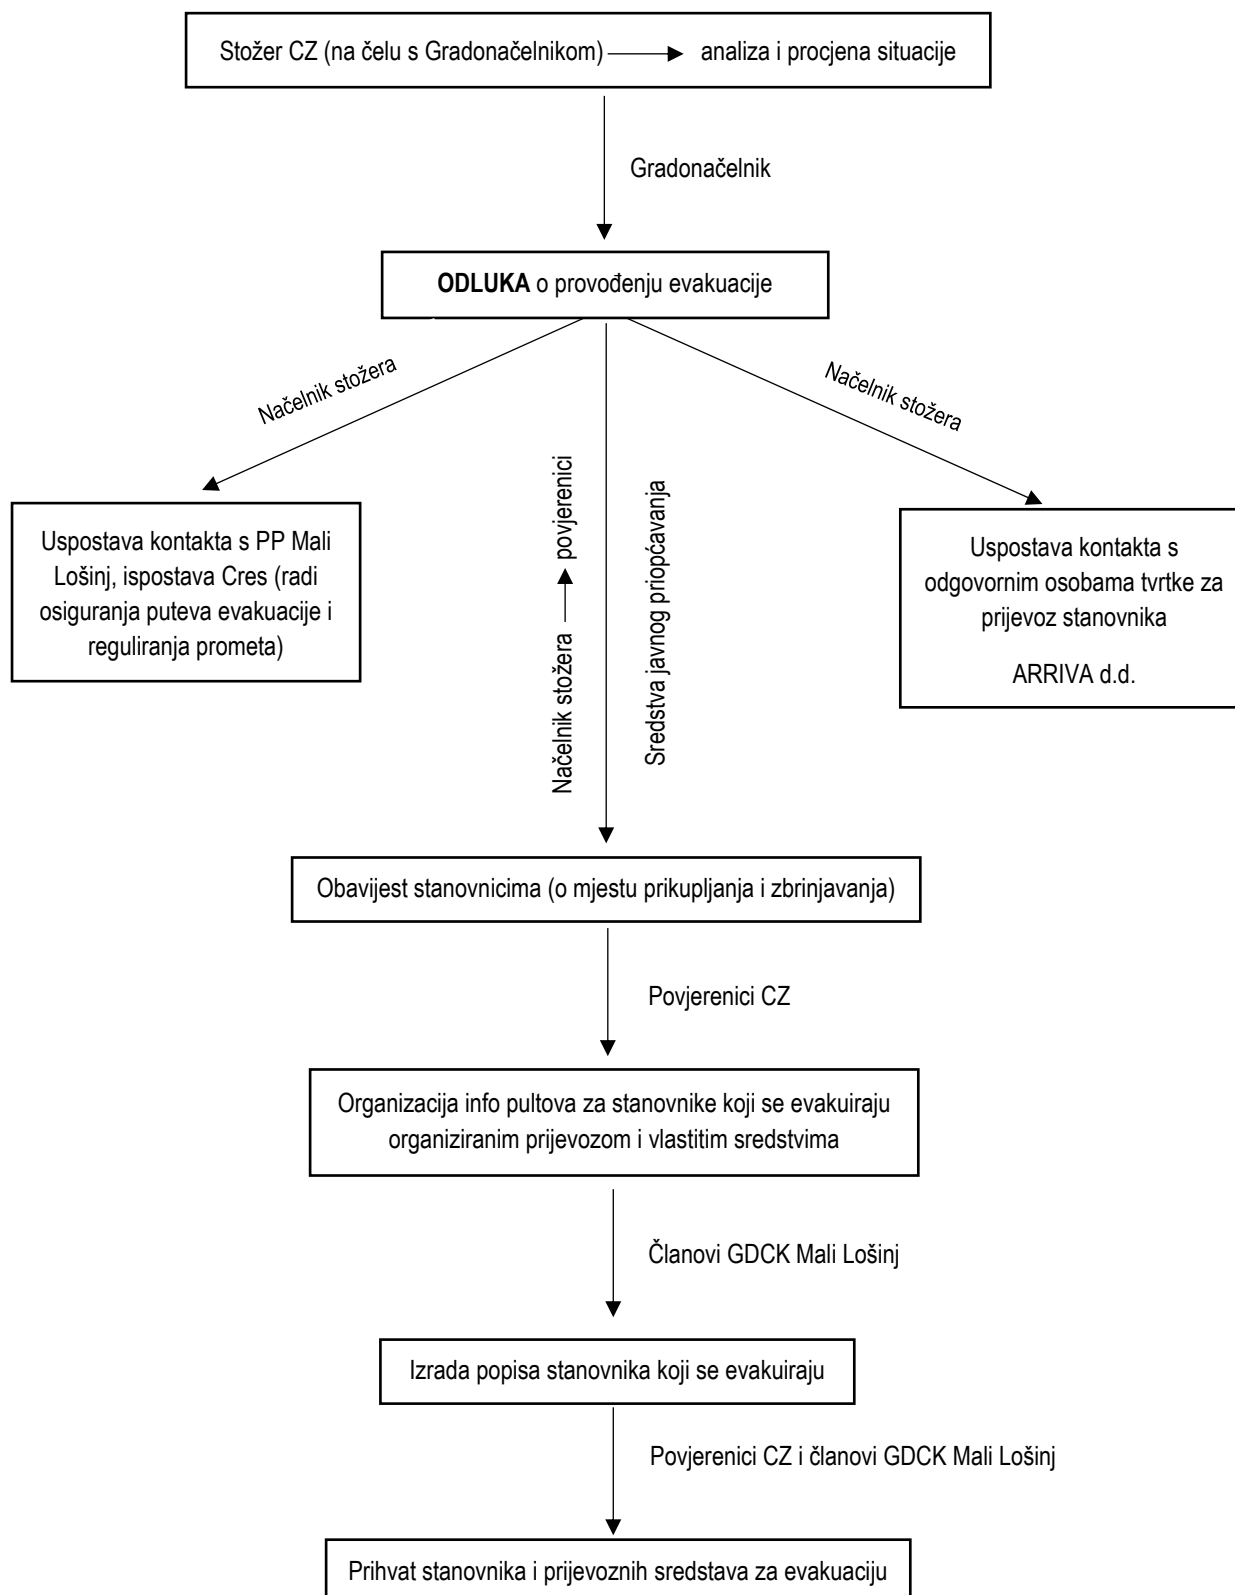 Stožer CZ (na čelu s Gradonačelnikom) analiza i procjena situacije
Gradonačelnik
ODLUKA o provođenju evakuacije
Načelnik stožera
Načelnik stožera
Uspostava kontakta s PP Mali
Lošinj, ispostava Cres (radi
osiguranja puteva evakuacije i
reguliranja prometa)
Načelnik stožera povjerenici
Sredstva javnog priopćavanja
Uspostava kontakta s
odgovornim osobama tvrtke za
prijevoz stanovnika
ARRIVA d.d.
Obavijest stanovnicima (o mjestu prikupljanja i zbrinjavanja)
Povjerenici CZ
Organizacija info pultova za stanovnike koji se evakuiraju
organiziranim prijevozom i vlastitim sredstvima
Članovi GDCK Mali Lošinj
Izrada popisa stanovnika koji se evakuiraju
Povjerenici CZ i članovi GDCK Mali Lošinj
Prihvat stanovnika i prijevoznih sredstava za evakuaciju